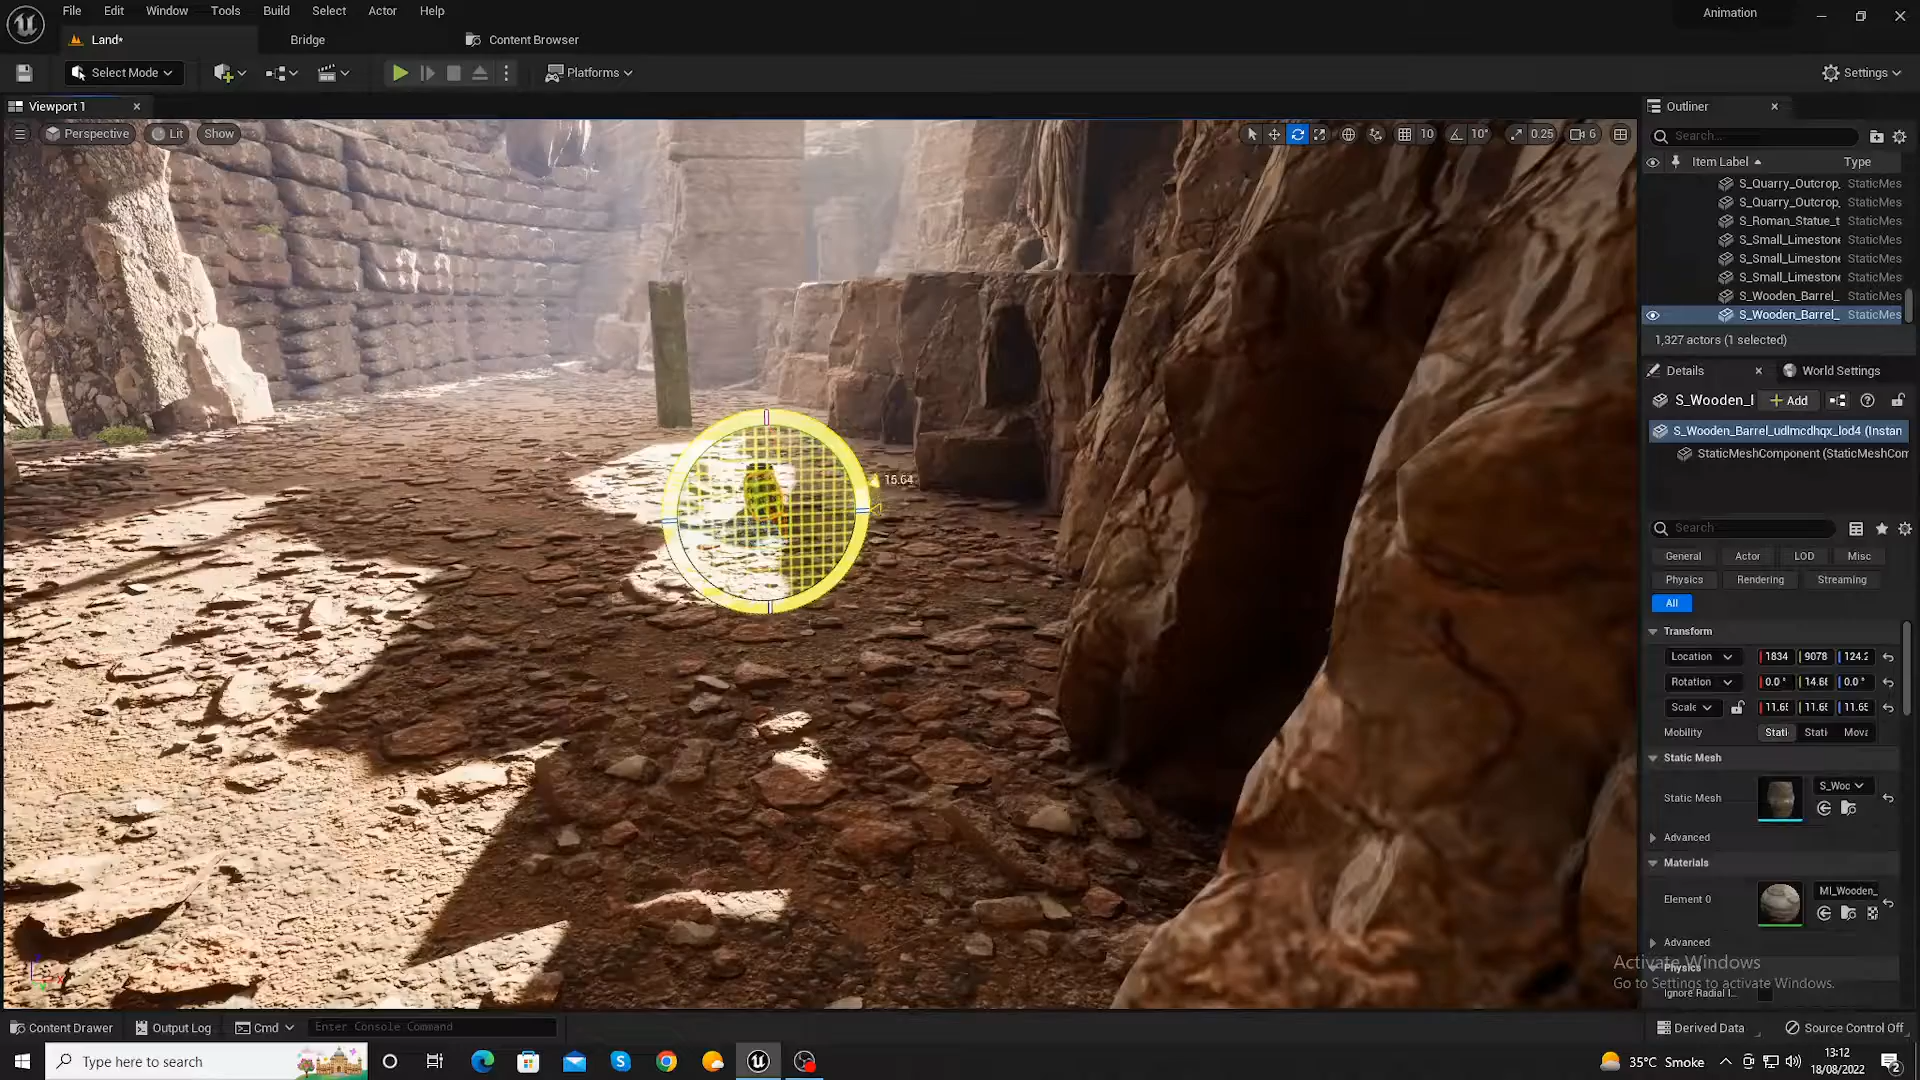 File Edit Window Tools Build Select Actor Help
Animation
Land*
Bridge
Content Browser
Select Mode
Platforms
Settings
Viewport 1
Perspective
Lit
Show
10
10°
0.25
6
15.64
Outliner
Search...
Item Label
Type
S_Quarry_Outcrop_ StaticMes
S_Quarry_Outcrop_ StaticMes
S_Roman_Statue_t StaticMes
S_Small_Limestone StaticMes
S_Small_Limestone StaticMes
S_Small_Limestone StaticMes
S_Wooden_Barrel_ StaticMes
S_Wooden_Barrel_ StaticMes
1,327 actors (1 selected)
Details
World Settings
S_Wooden_l
Add
S_Wooden_Barrel_udlmcdhqx_lod4 (Instan
StaticMeshComponent (StaticMeshCom
Search
General Actor LOD Misc
Physics Rendering Streaming
All
Transform
Location 1834 9078 124.2
Rotation 0.0° 14.68 0.0°
Scale 11.65 11.65 11.65
Mobility Stati Stati Mova
Static Mesh
Static Mesh S_Woc
Advanced
Materials
Element 0 MI_Wooden_
Advanced
Physics
Ignore Radial I...
Activate Windows
Go to Settings to activate Windows.
Content Drawer
Output Log
Cmd
Enter Console Command
Derived Data
Source Control Off
Type here to search
35°C Smoke
13:12
18/08/2022
2